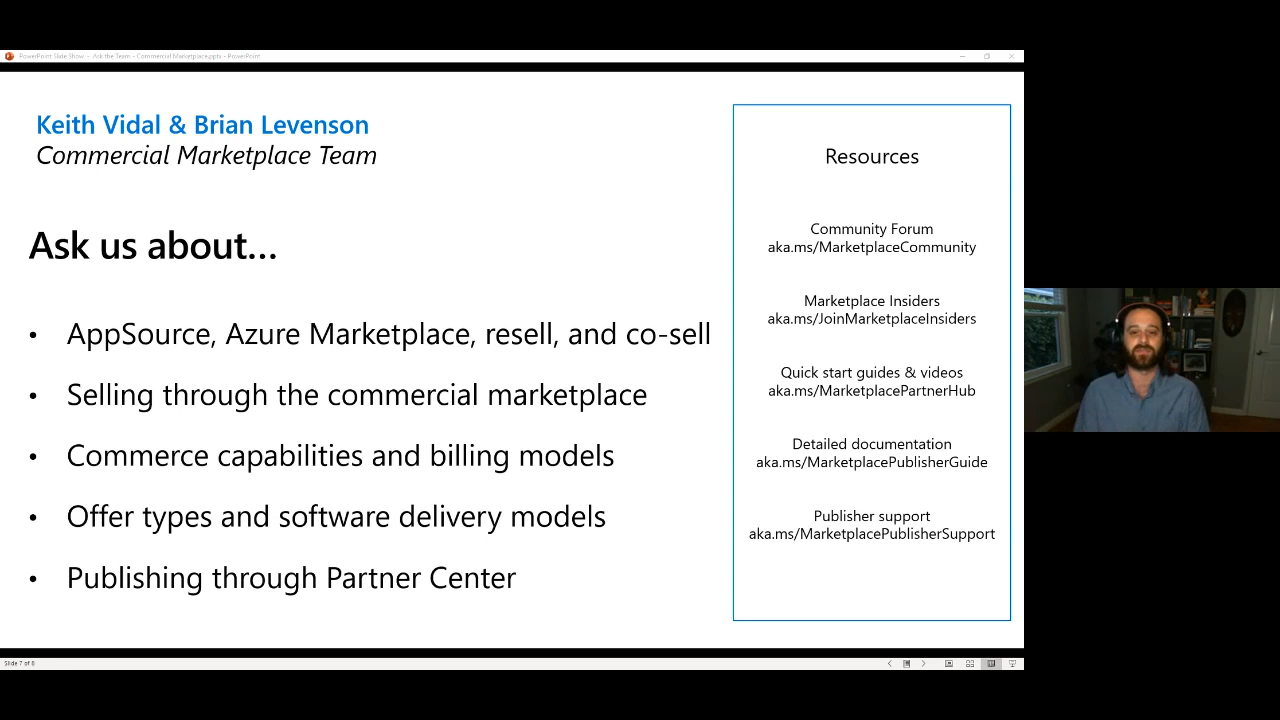 PowerPoint Slide Show - Ask the Team - Commercial Marketplace.pptx - PowerPoint
Keith Vidal & Brian Levenson
Commercial Marketplace Team
Ask us about...
• AppSource, Azure Marketplace, resell, and co-sell
• Selling through the commercial marketplace
• Commerce capabilities and billing models
• Offer types and software delivery models
• Publishing through Partner Center
Resources
Community Forum
aka.ms/MarketplaceCommunity
Marketplace Insiders
aka.ms/JoinMarketplaceInsiders
Quick start guides & videos
aka.ms/MarketplacePartnerHub
Detailed documentation
aka.ms/MarketplacePublisherGuide
Publisher support
aka.ms/MarketplacePublisherSupport
Slide 7 of 8